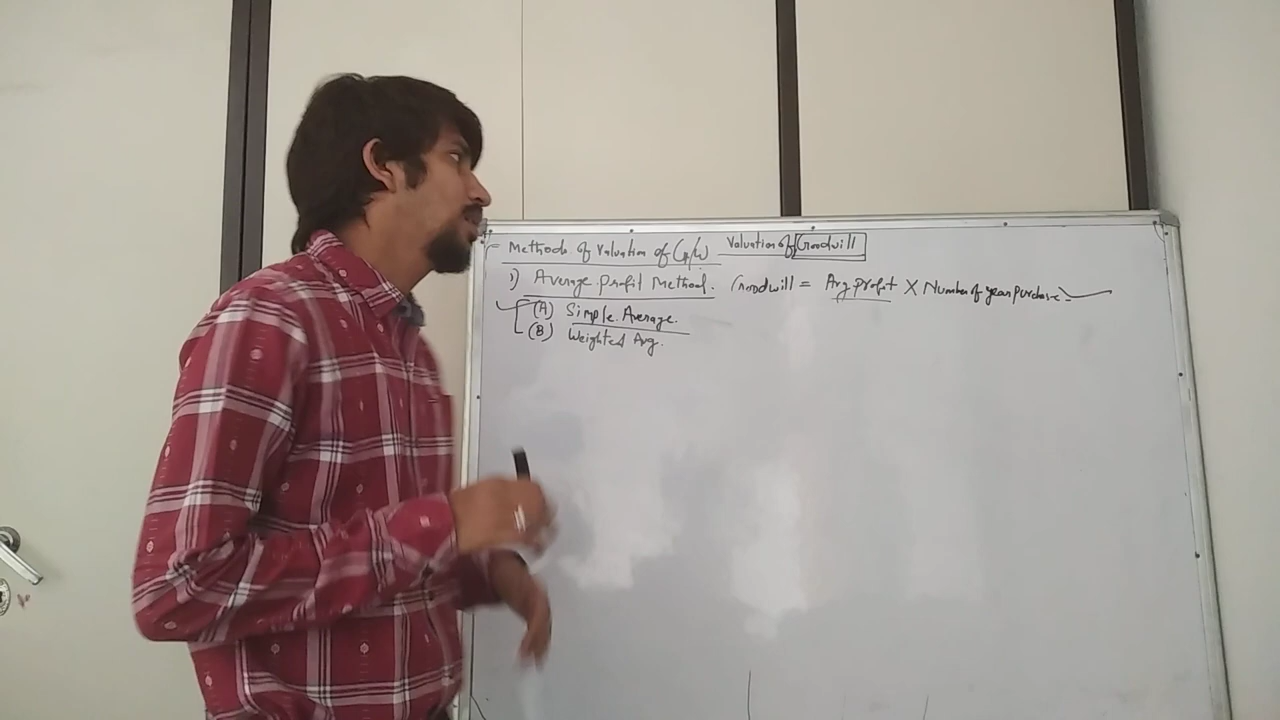 Methods of Valuation of G/W Valuation of Goodwill
1) Average Profit Method. Goodwill = Avg Profit X Number of year Purchase
(A) Simple Average.
(B) Weighted Avg.